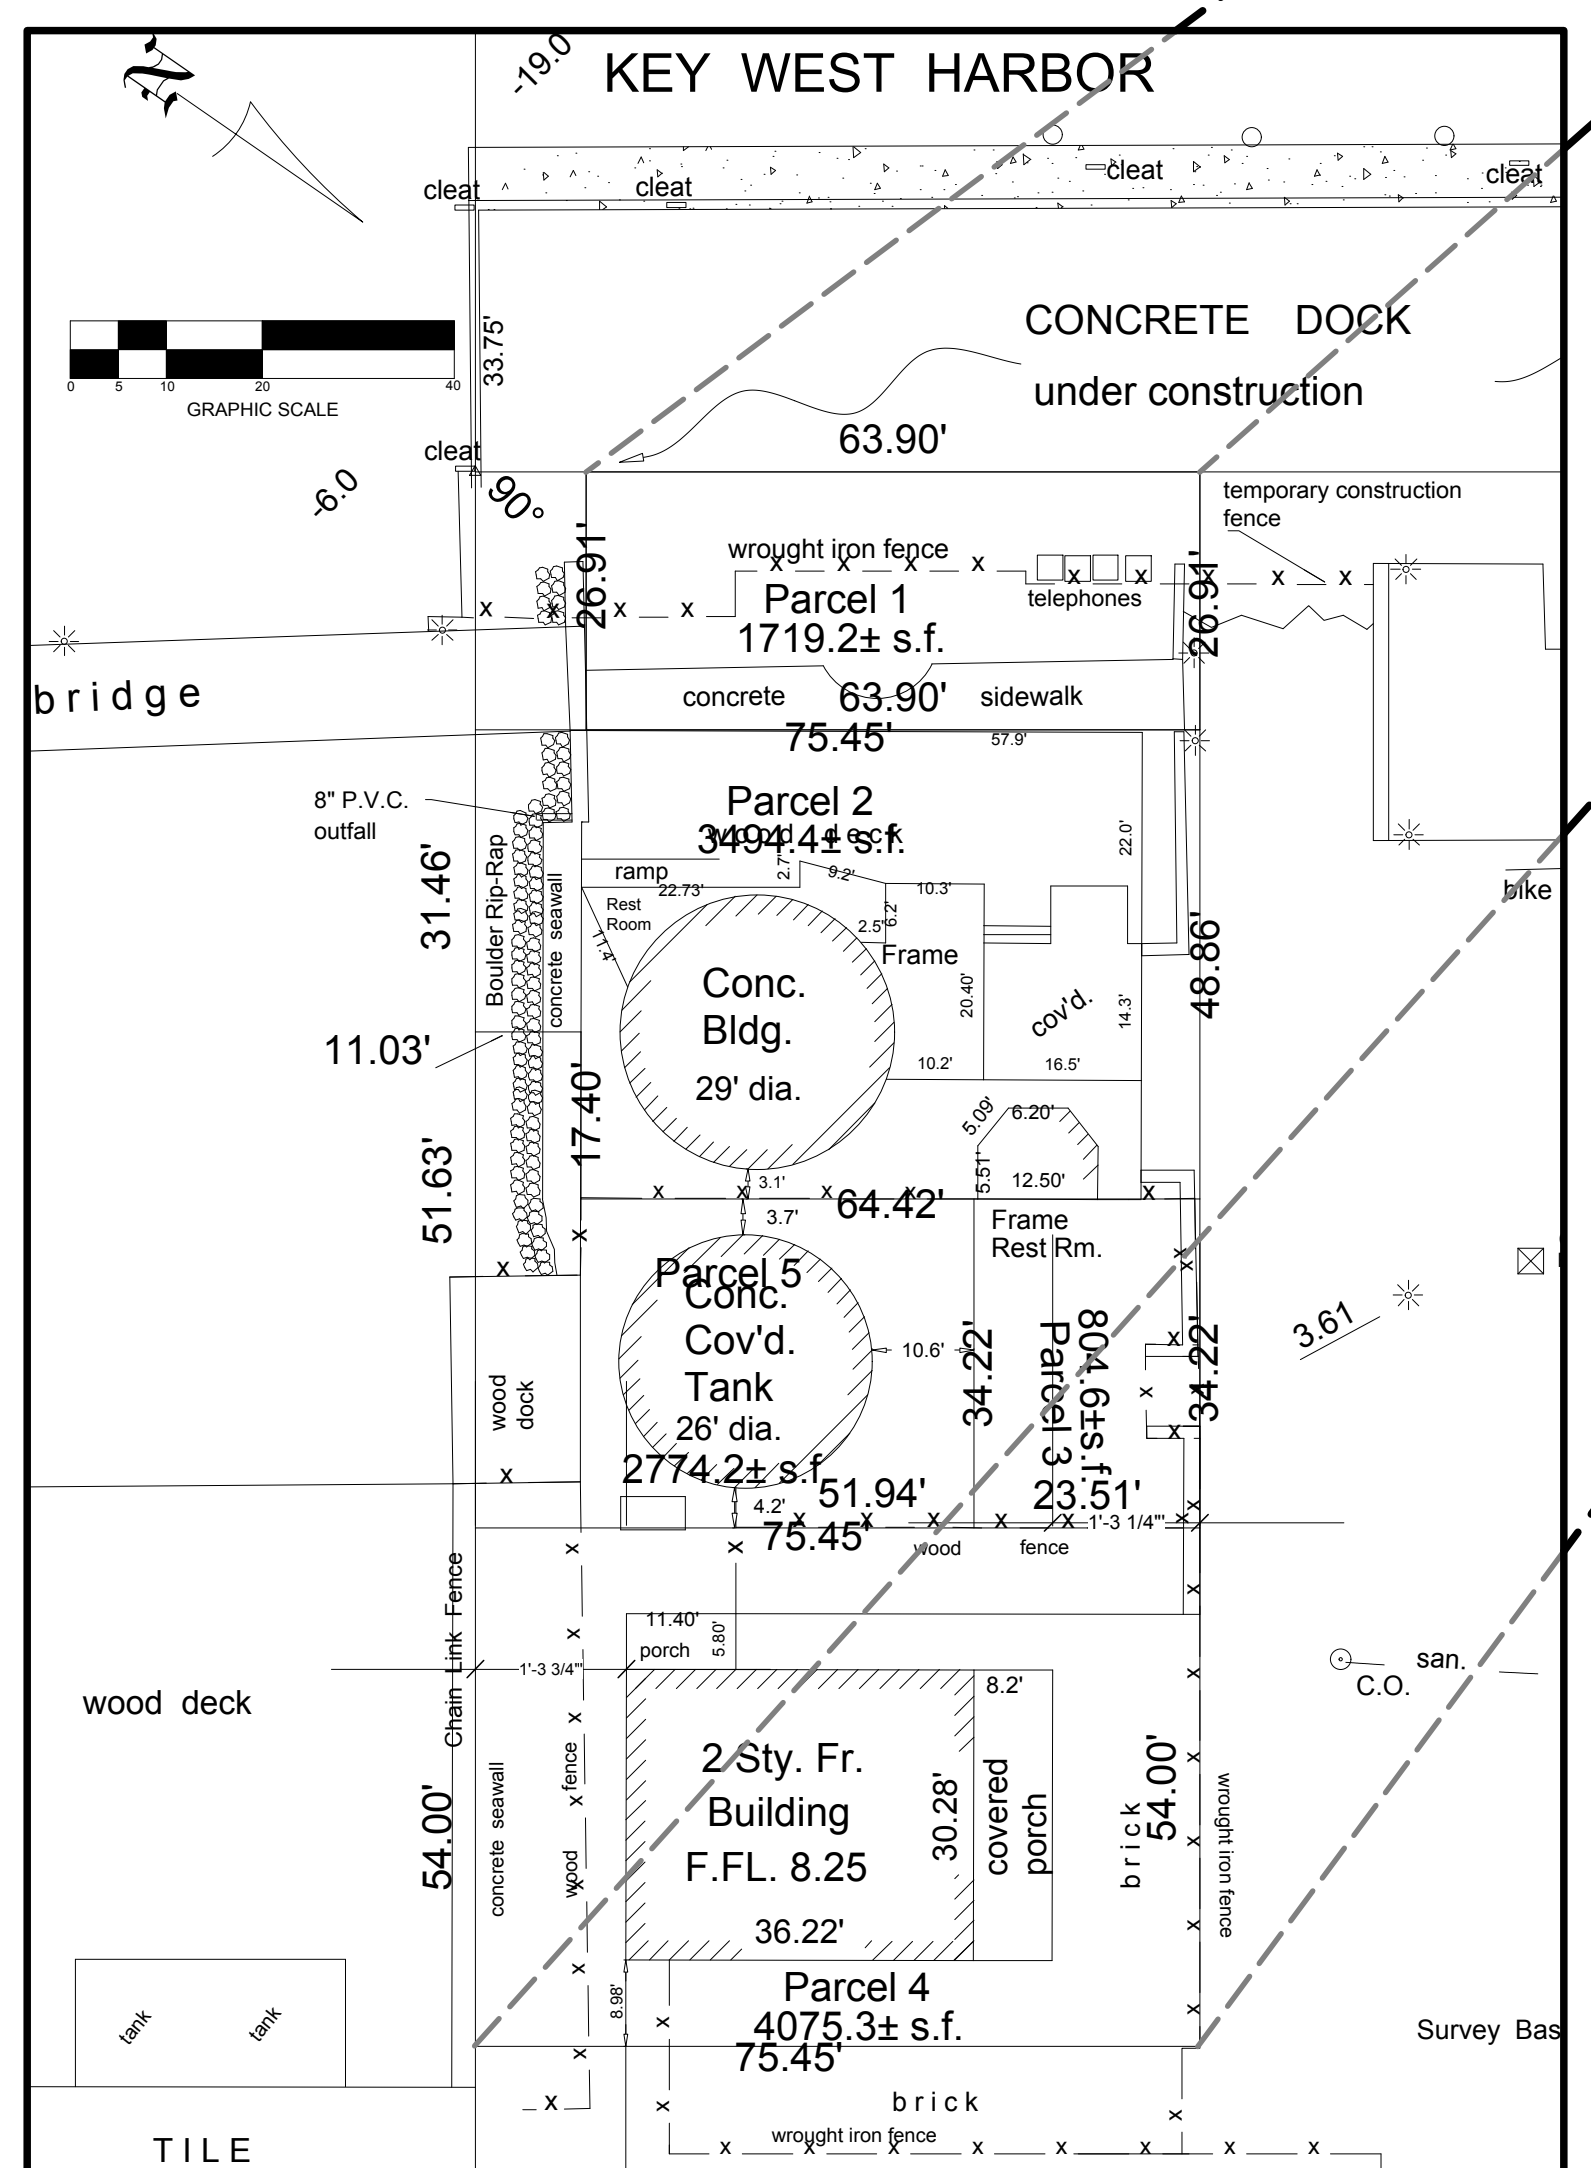 N
-19.0
KEY WEST HARBOR
cleat
cleat
cleat
cleat
33.75'
CONCRETE DOCK
under construction
0 5 10 20 40
GRAPHIC SCALE
63.90'
cleat
-6.0
90°
temporary construction
fence
26.91'
wrought iron fence
26.91'
Parcel 1
telephones
1719.2± s.f.
bridge
concrete
63.90'
sidewalk
75.45'
57.9'
8" P.V.C.
outfall
Parcel 2
wood deck
3494.4± s.f.
22.0'
31.46'
Boulder Rip-Rap
concrete seawall
ramp
22.73'
2.7'
9.2'
10.3'
bike
Rest
Room
11.4'
2.5'
6.2'
Frame
48.86'
Conc.
Bldg.
29' dia.
20.40'
cov'd.
14.3'
11.03'
10.2'
16.5'
17.40'
5.09'
6.20'
51.63'
5.51'
12.50'
3.1'
64.42'
3.7'
Frame
Rest Rm.
Parcel 5
Conc.
Cov'd.
Tank
26' dia.
2774.2± s.f.
10.6'
34.22'
Parcel 3
804.6±s.f.
34.22'
3.61
wood
dock
51.94'
23.51'
4.2'
75.45'
1'-3 1/4"'
wood fence
Chain Link Fence
11.40'
porch
5.80'
1'-3 3/4"'
8.2'
san.
C.O.
wood deck
2 Sty. Fr.
Building
F.FL. 8.25
36.22'
30.28'
covered
porch
brick
54.00'
wrought iron fence
54.00'
concrete seawall
wood fence
tank
tank
8.98'
Parcel 4
4075.3± s.f.
75.45'
Survey Bas
brick
wrought iron fence
TILE